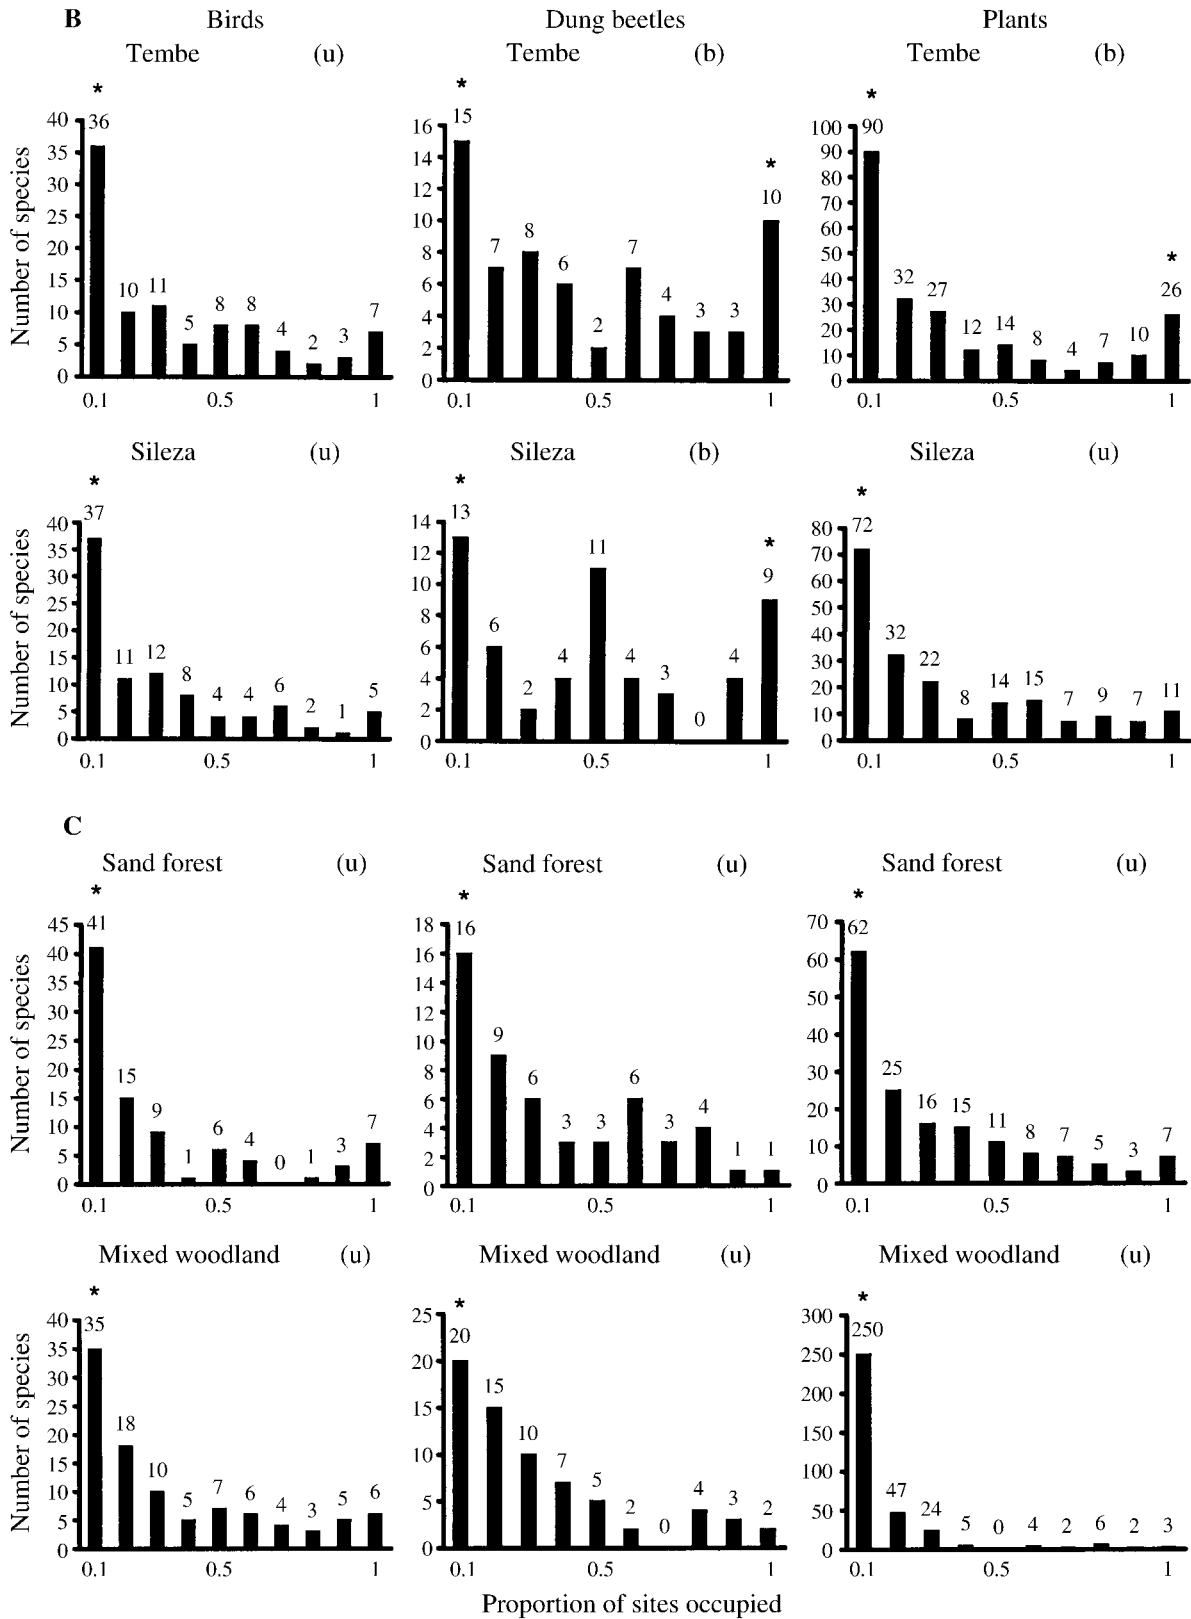 B
Birds
Dung beetles
Plants
Tembe (u)
Tembe (b)
Tembe (b)
Number of species
*
36 10 11 5 8 8 4 2 3 7
40
35
30
25
20
15
10
5
0
0.1 0.5 1
* *
15 7 8 6 2 7 4 3 3 10
16
14
12
10
8
6
4
2
0
0.1 0.5 1
* *
90 32 27 12 14 8 4 7 10 26
100
90
80
70
60
50
40
30
20
10
0
0.1 0.5 1
Sileza (u)
Sileza (b)
Sileza (u)
Number of species
*
37 11 12 8 4 4 6 2 1 5
40
35
30
25
20
15
10
5
0
0.1 0.5 1
* *
13 6 2 4 11 4 3 0 4 9
14
12
10
8
6
4
2
0
0.1 0.5 1
*
72 32 22 8 14 15 7 9 7 11
80
70
60
50
40
30
20
10
0
0.1 0.5 1
C
Sand forest (u)
Sand forest (u)
Sand forest (u)
Number of species
*
41 15 9 1 6 4 0 1 3 7
45
40
35
30
25
20
15
10
5
0
0.1 0.5 1
*
16 9 6 3 3 6 3 4 1 1
18
16
14
12
10
8
6
4
2
0
0.1 0.5 1
*
62 25 16 15 11 8 7 5 3 7
70
60
50
40
30
20
10
0
0.1 0.5 1
Mixed woodland (u)
Mixed woodland (u)
Mixed woodland (u)
Number of species
*
35 18 10 5 7 6 4 3 5 6
40
35
30
25
20
15
10
5
0
0.1 0.5 1
*
20 15 10 7 5 2 0 4 3 2
25
20
15
10
5
0
0.1 0.5 1
*
250 47 24 5 0 4 2 6 2 3
300
250
200
150
100
50
0
0.1 0.5 1
Proportion of sites occupied